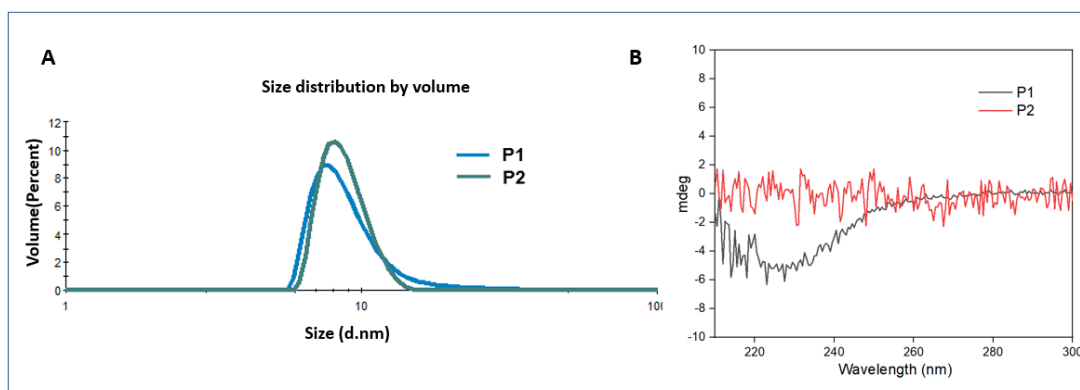 A
Size distribution by volume
Volume(Percent)
12
10
8
6
4
2
0
P1
P2
1
10
100
Size (d.nm)
B
mdeg
10
8
6
4
2
0
-2
-4
-6
-8
-10
P1
P2
220
240
260
280
300
Wavelength (nm)